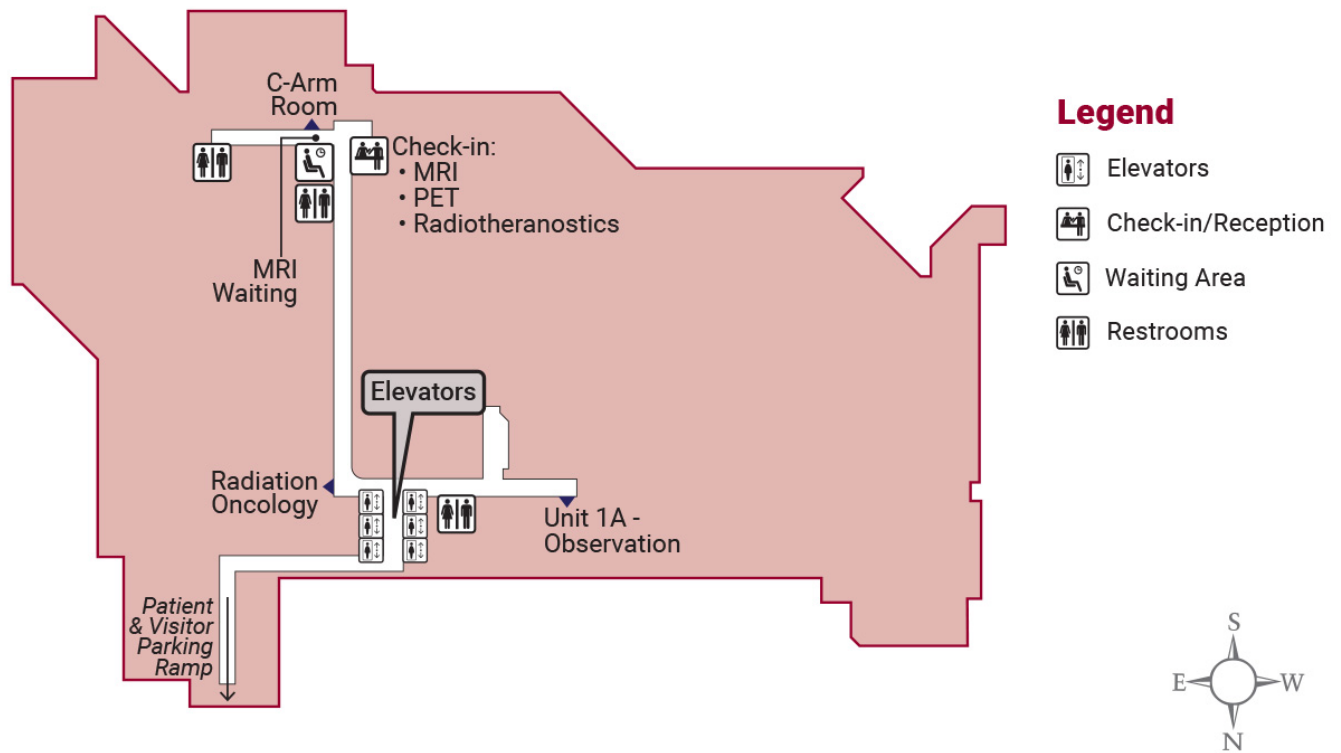 C-Arm
Room
Check-in:
• MRI
• PET
• Radiotheranostics
MRI
Waiting
Elevators
Radiation
Oncology
Unit 1A -
Observation
Patient
& Visitor
Parking
Ramp
Legend
Elevators
Check-in/Reception
Waiting Area
Restrooms
S
E
W
N